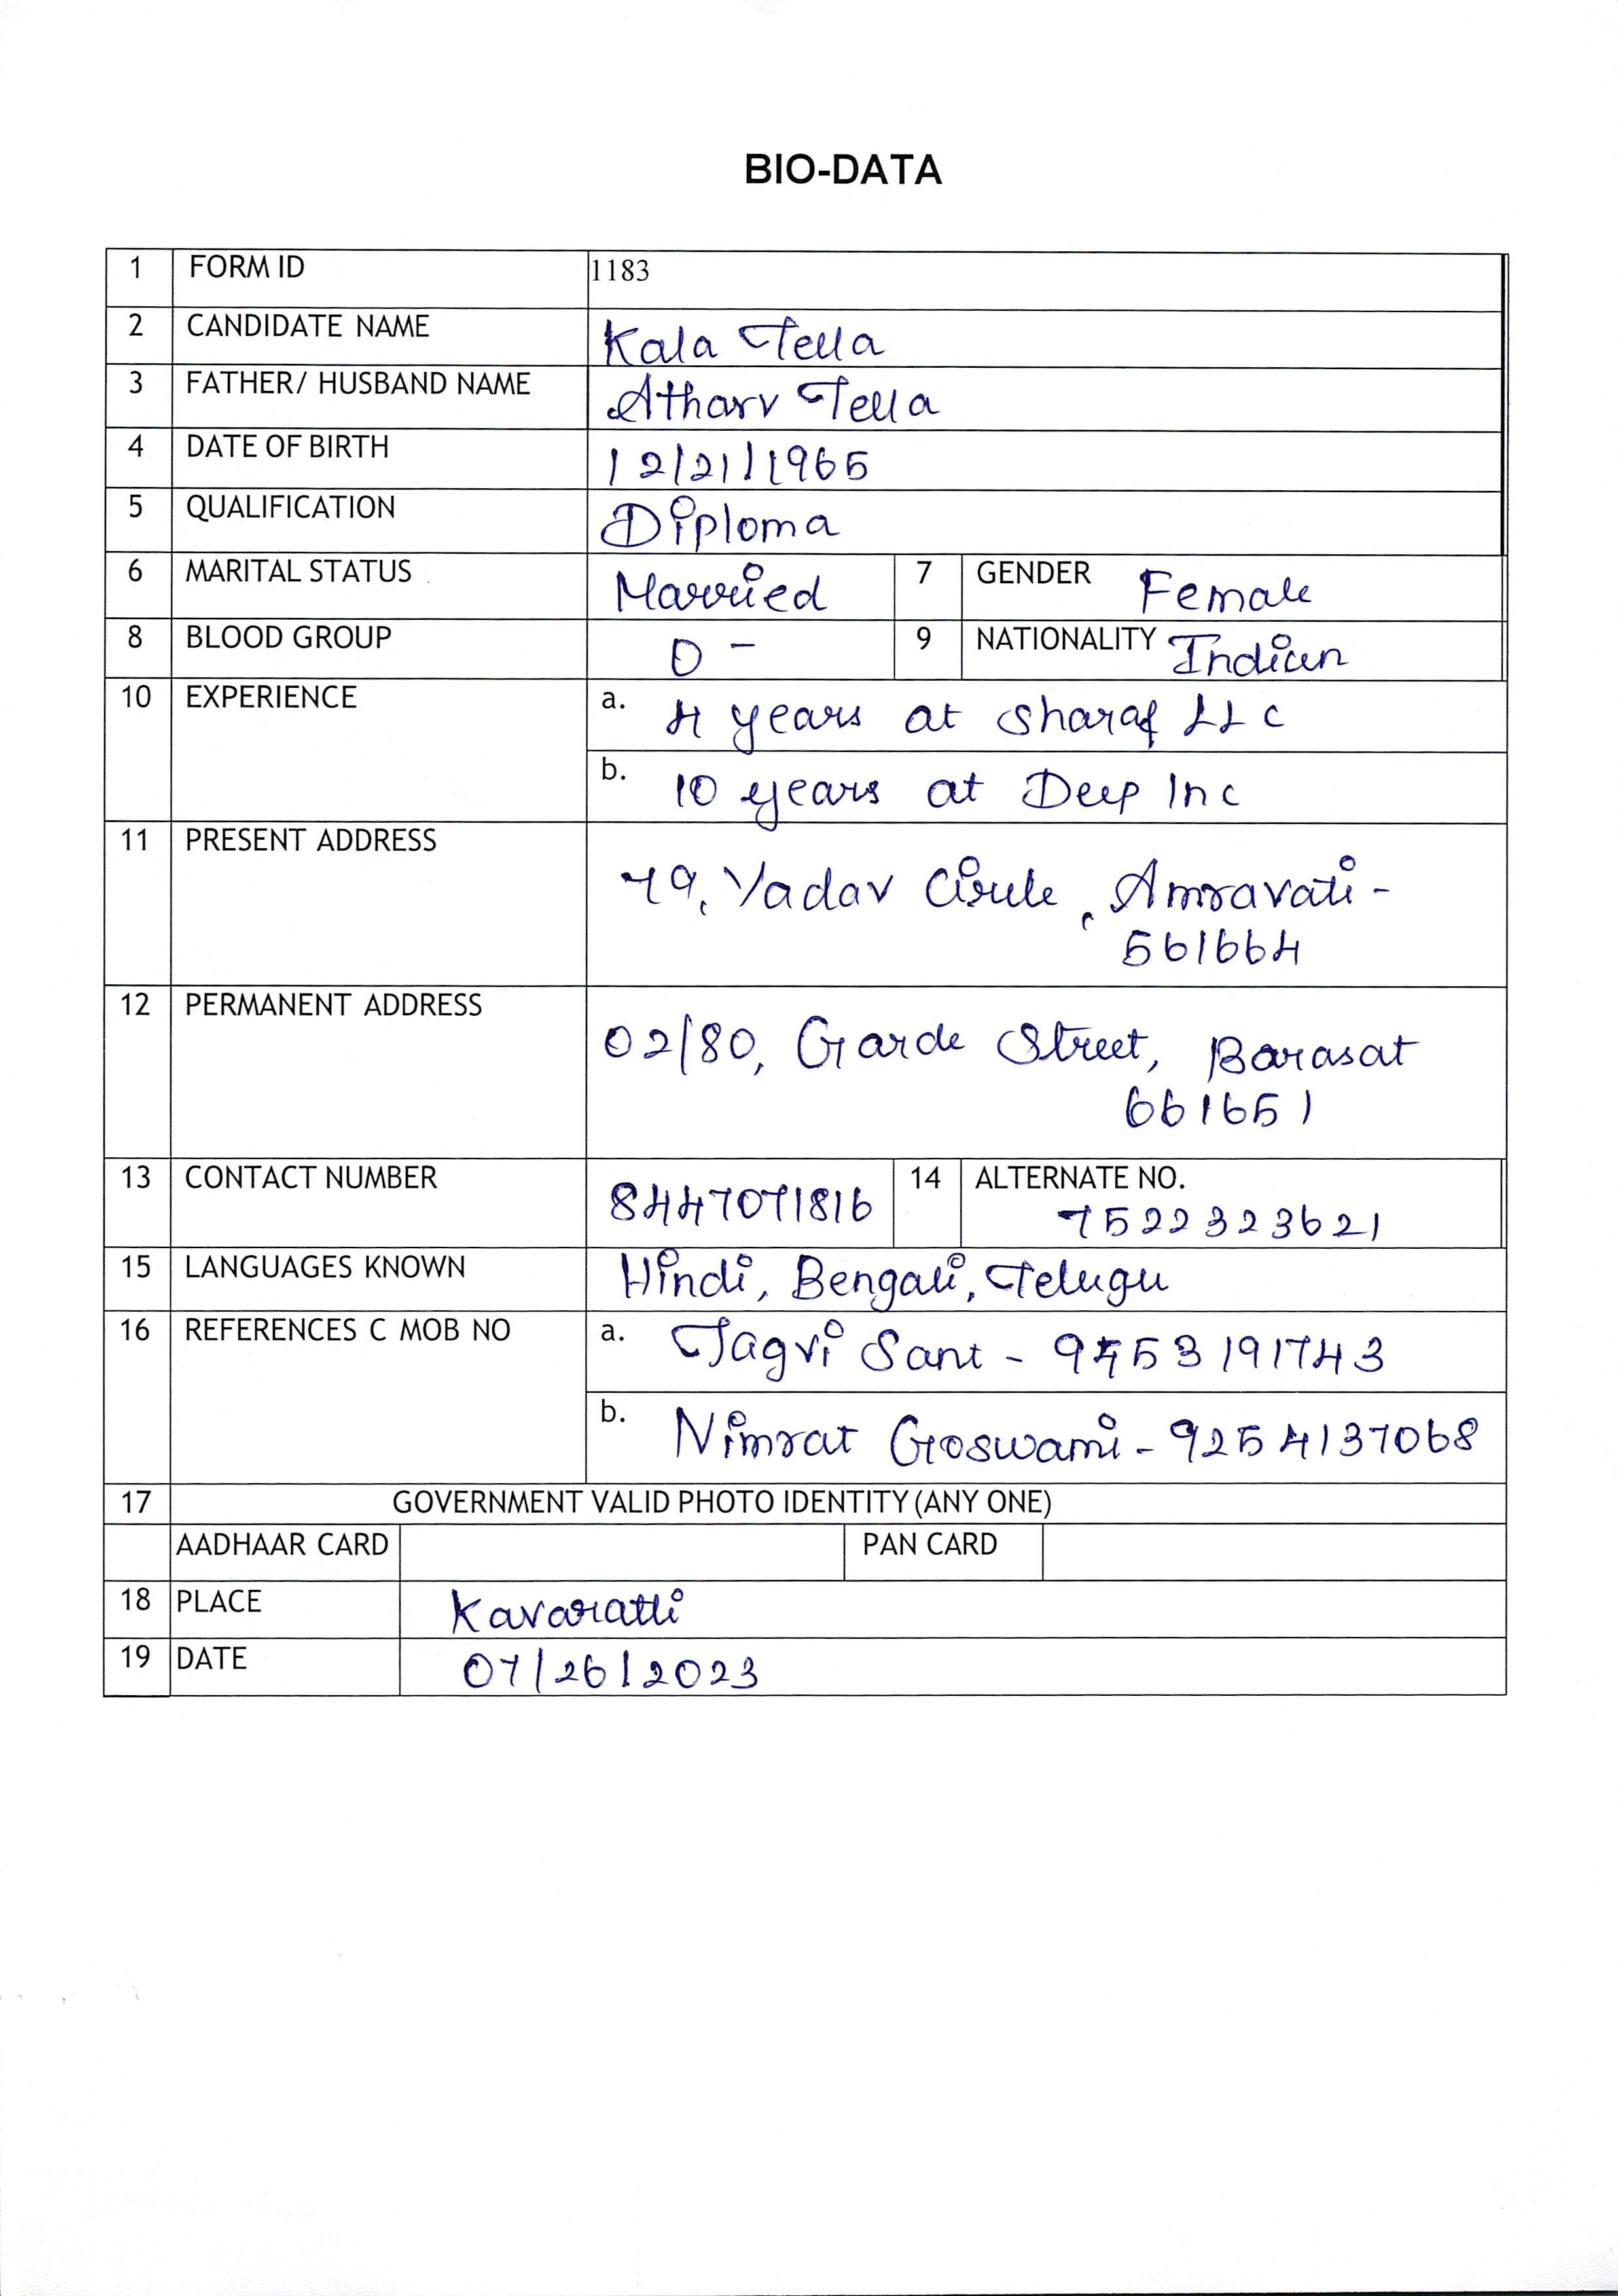 BIO-DATA
1 FORM ID 1183
2 CANDIDATE NAME Kala Tella
3 FATHER/ HUSBAND NAME Atharv Tella
4 DATE OF BIRTH 12/21/1965
5 QUALIFICATION Diploma
6 MARITAL STATUS Married 7 GENDER Female
8 BLOOD GROUP O - 9 NATIONALITY Indian
10 EXPERIENCE a. 4 years at Sharaf LLC
b. 10 years at Deep Inc
11 PRESENT ADDRESS
79, Yadav Circle, Amravati -
561664
12 PERMANENT ADDRESS
02/80, Garde Street, Barasat
661651
13 CONTACT NUMBER 8447071816 14 ALTERNATE NO.
7522323621
15 LANGUAGES KNOWN Hindi, Bengali, Telugu
16 REFERENCES C MOB NO a. Jagvi Sant - 9453191743
b. Nimrat Goswami - 9254137068
17 GOVERNMENT VALID PHOTO IDENTITY (ANY ONE)
AADHAAR CARD PAN CARD
18 PLACE Kavaratti
19 DATE 07/26/2023